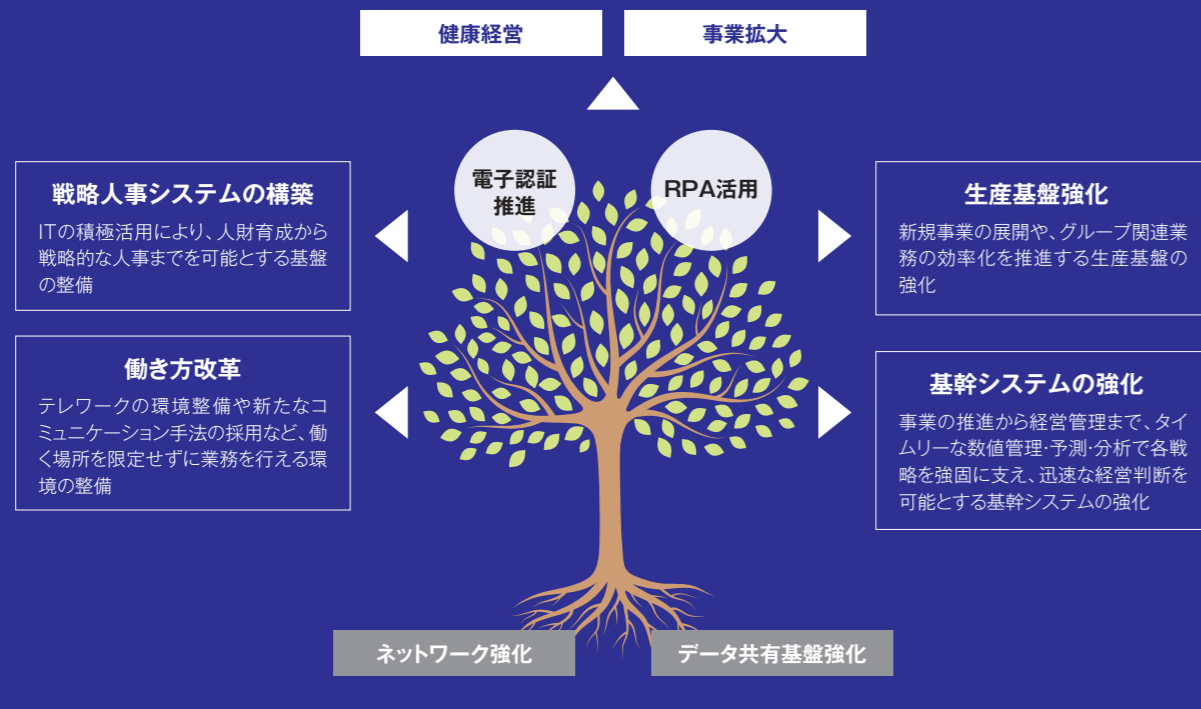 健康経営
事業拡大
電子認証
推進
RPA活用
戦略人事システムの構築
ITの積極活用により、人財育成から
戦略的な人事までを可能とする基盤
の整備
働き方改革
テレワークの環境整備や新たなコ
ミュニケーション手法の採用など、働
く場所を限定せずに業務を行える環
境の整備
生産基盤強化
新規事業の展開や、グループ関連業
務の効率化を推進する生産基盤の
強化
基幹システムの強化
事業の推進から経営管理まで、タイ
ムリーな数値管理・予測・分析で各戦
略を強固に支え、迅速な経営判断を
可能とする基幹システムの強化
ネットワーク強化
データ共有基盤強化